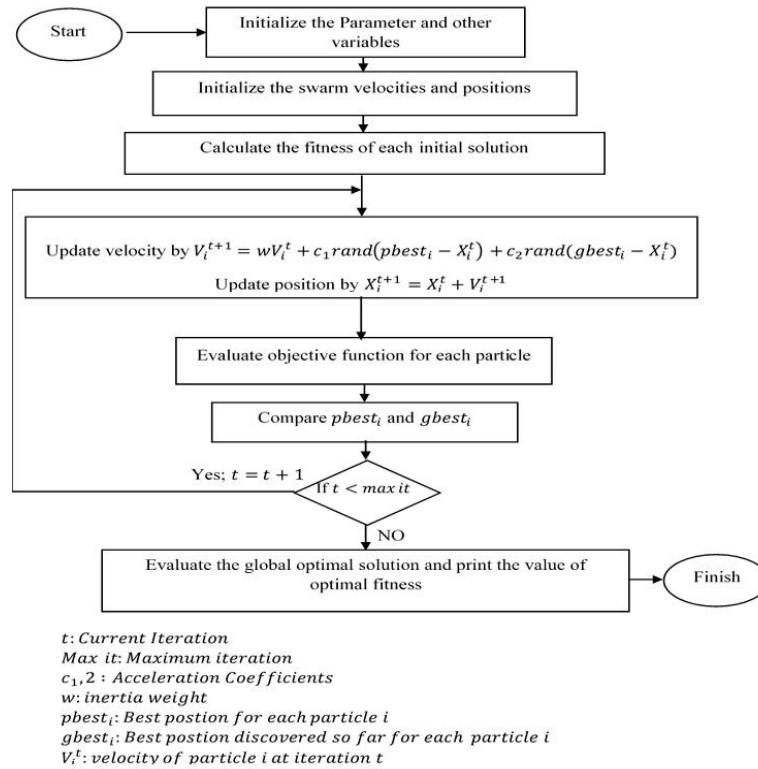 Start
Initialize the Parameter and other
variables
Initialize the swarm velocities and positions
Calculate the fitness of each initial solution
Update velocity by $V_i^{t+1} = wV_i^t + c_1rand(pbest_i - X_i^t) + c_2rand(gbest_i - X_i^t)$
Update position by $X_i^{t+1} = X_i^t + V_i^{t+1}$
Evaluate objective function for each particle
Compare $pbest_i$ and $gbest_i$
Yes; $t = t + 1$
If $t < max\ it$
NO
Evaluate the global optimal solution and print the value of
optimal fitness
Finish
t: Current Iteration
Max it: Maximum iteration
$c_1, 2$ : Acceleration Coefficients
w: inertia weight
$pbest_i$: Best postion for each particle i
$gbest_i$: Best postion discovered so far for each particle i
$V_i^t$: velocity of particle i at iteration t